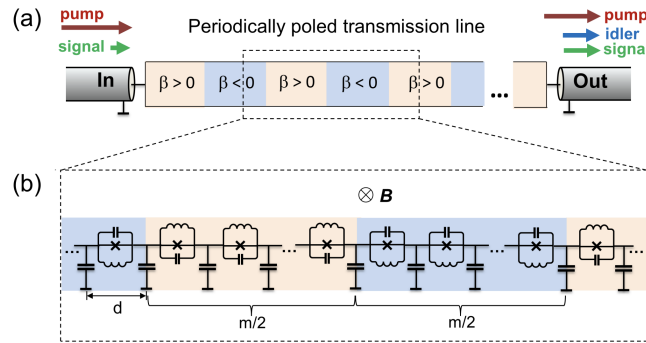 (a)
pump
signal
Periodically poled transmission line
pump
idler
signal
In
β > 0
β < 0
β > 0
β < 0
β > 0
...
Out
(b)
⊗ B
...
...
...
...
d
m/2
m/2